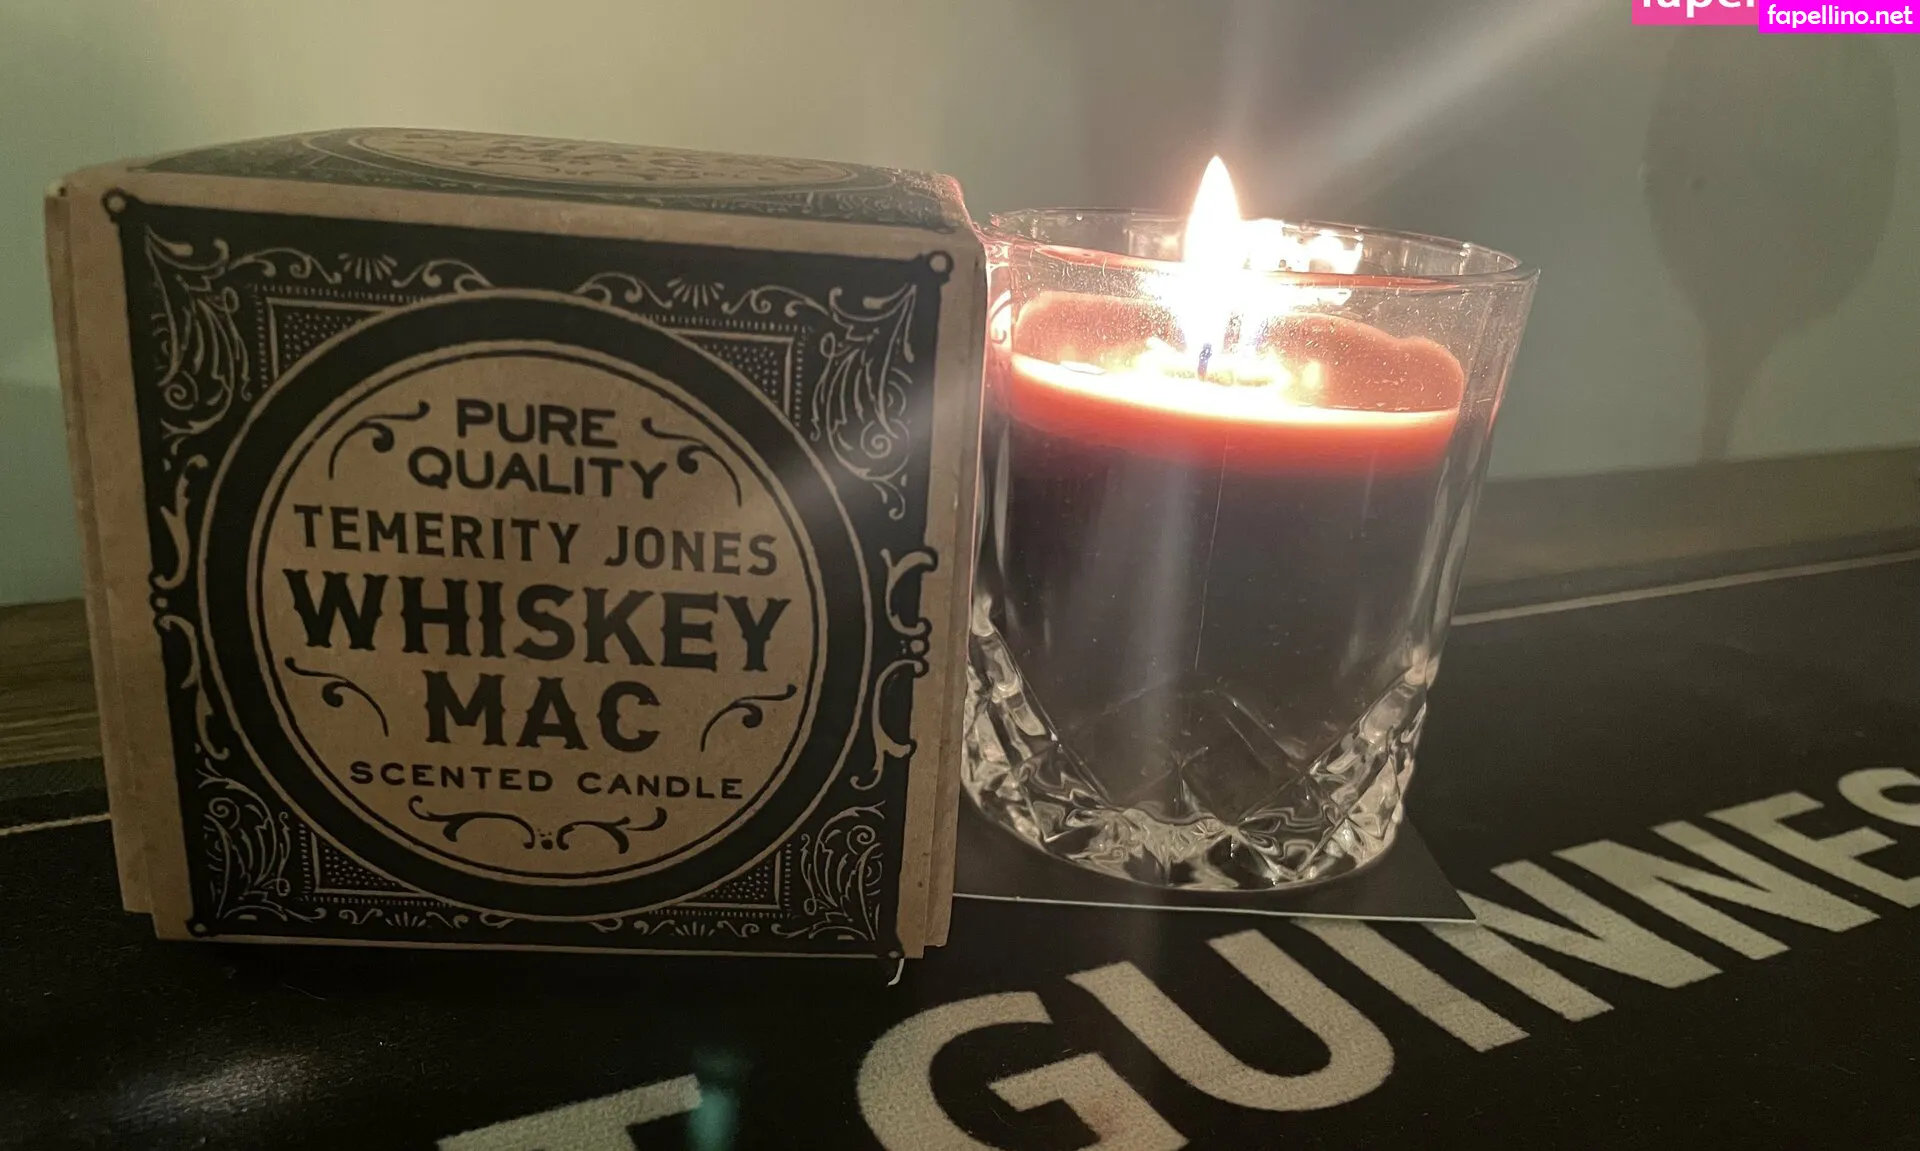 fapellino.net
PURE
QUALITY
TEMERITY JONES
WHISKEY
MAC
SCENTED CANDLE
GUINNES